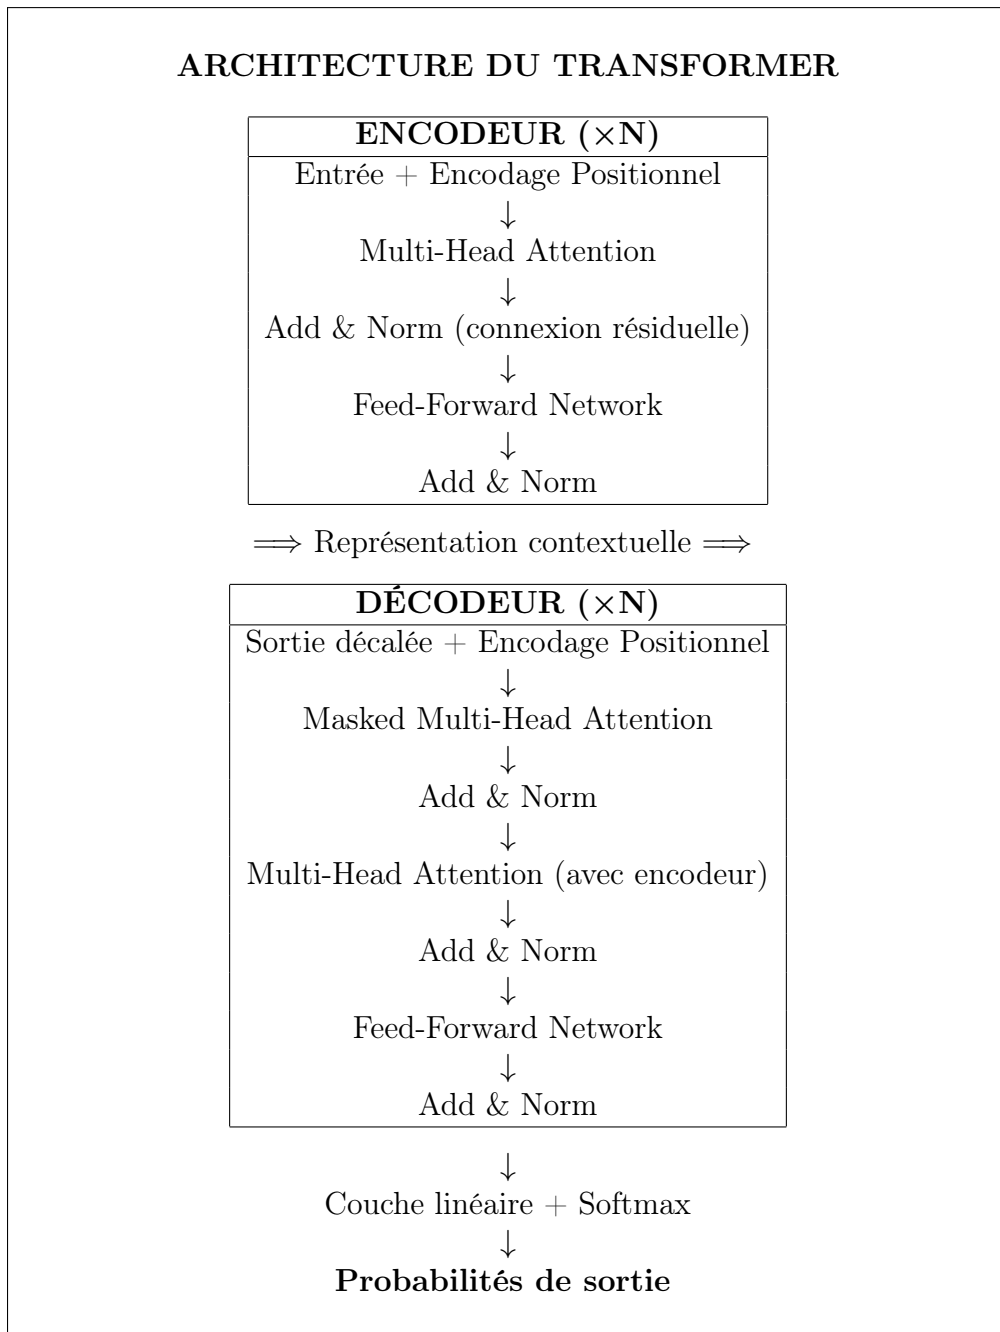 ARCHITECTURE DU TRANSFORMER
ENCODEUR (×N)
Entrée + Encodage Positionnel
↓
Multi-Head Attention
↓
Add & Norm (connexion résiduelle)
↓
Feed-Forward Network
↓
Add & Norm
⟹ Représentation contextuelle ⟹
DÉCODEUR (×N)
Sortie décalée + Encodage Positionnel
↓
Masked Multi-Head Attention
↓
Add & Norm
↓
Multi-Head Attention (avec encodeur)
↓
Add & Norm
↓
Feed-Forward Network
↓
Add & Norm
↓
Couche linéaire + Softmax
↓
Probabilités de sortie